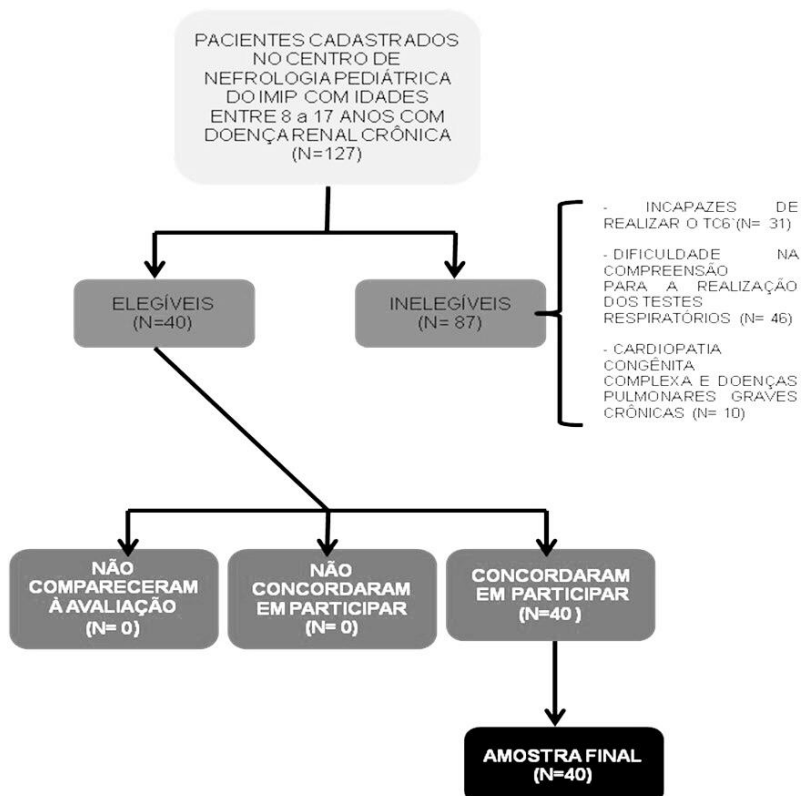 PACIENTES CADASTRADOS
NO CENTRO DE
NEFROLOGIA PEDIÁTRICA
DO IMIP COM IDADES
ENTRE 8 a 17 ANOS COM
DOENÇA RENAL CRÔNICA
(N=127)
ELEGÍVEIS
(N=40)
INELEGÍVEIS
(N= 87)
- INCAPAZES DE
REALIZAR O TC6`(N= 31)
- DIFICULDADE NA
COMPREENSÃO
PARA A REALIZAÇÃO
DOS TESTES
RESPIRATÓRIOS (N= 46)
- CARDIOPATIA
CONGÊNITA
COMPLEXA E DOENÇAS
PULMONARES GRAVES
CRÔNICAS (N= 10)
NÃO
COMPARECERAM
À AVALIAÇÃO
(N= 0)
NÃO
CONCORDARAM
EM PARTICIPAR
(N= 0)
CONCORDARAM
EM PARTICIPAR
(N=40 )
AMOSTRA FINAL
(N=40)